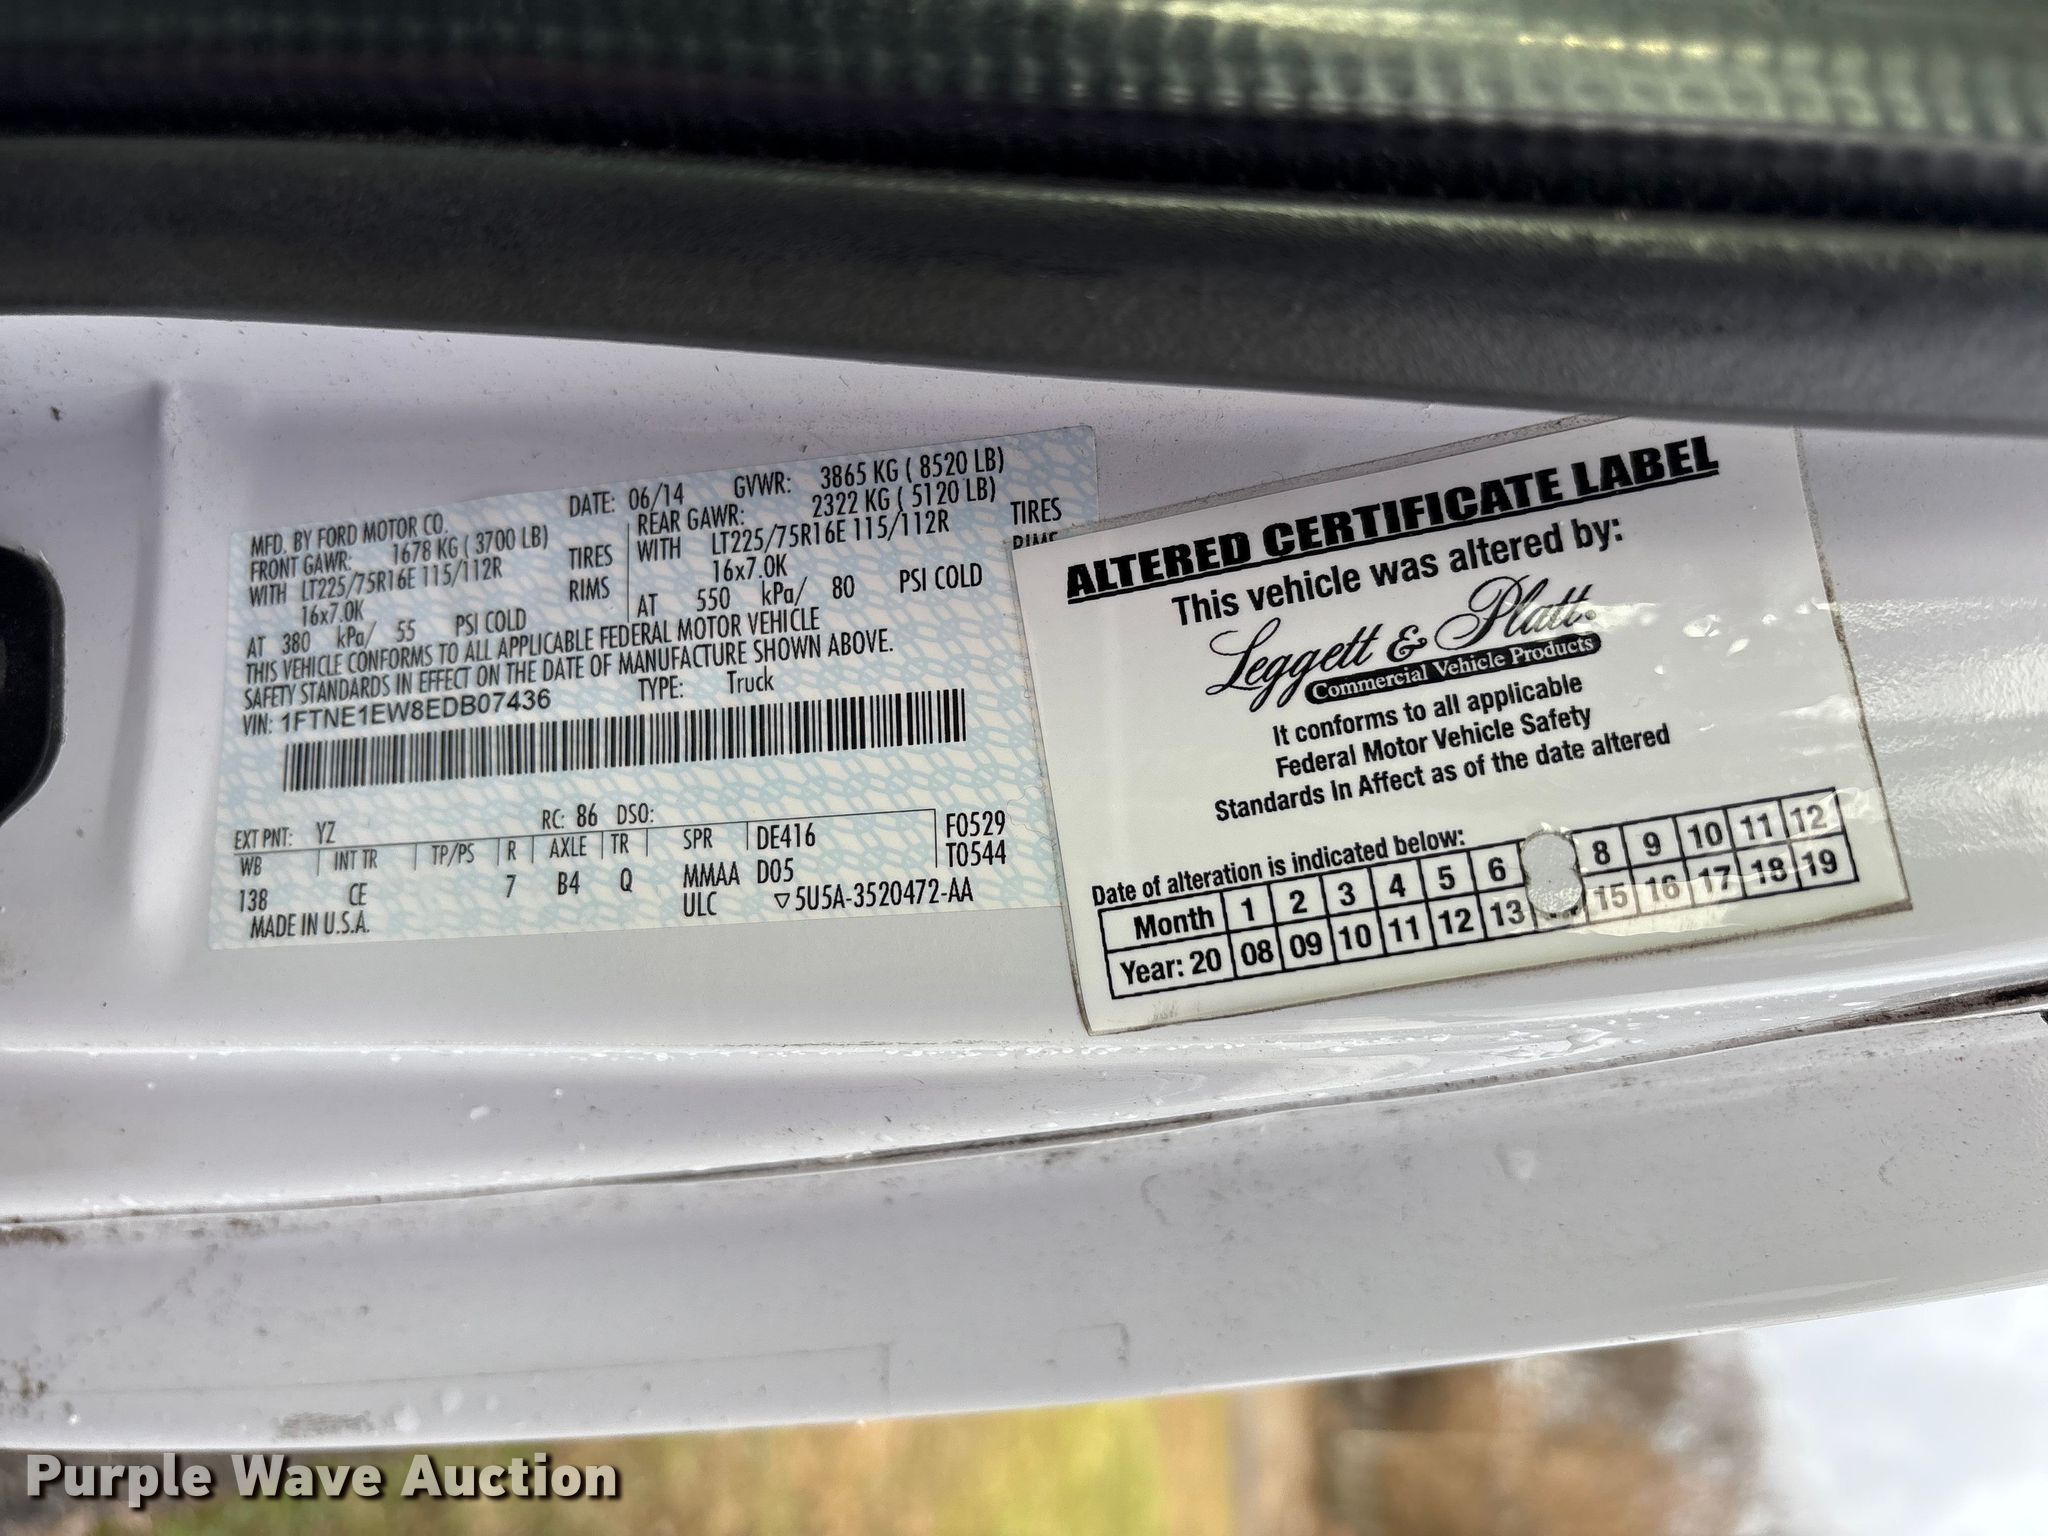 MFD. BY FORD MOTOR CO. DATE: 06/14 GVWR: 3865 KG ( 8520 LB)
FRONT GAWR: 1678 KG ( 3700 LB) REAR GAWR: 2322 KG ( 5120 LB)
WITH LT225/75R16E 115/112R TIRES WITH LT225/75R16E 115/112R TIRES
16x7.0K RIMS 16x7.0K
AT 380 kPa/ 55 PSI COLD AT 550 kPa/ 80 PSI COLD
THIS VEHICLE CONFORMS TO ALL APPLICABLE FEDERAL MOTOR VEHICLE
SAFETY STANDARDS IN EFFECT ON THE DATE OF MANUFACTURE SHOWN ABOVE.
VIN: 1FTNE1EW8EDB07436 TYPE: Truck
EXT PNT: YZ RC: 86 DSO:
WB INT TR TP/PS R AXLE TR SPR DE416 F0529
138 CE 7 B4 Q MMAA D05 T0544
MADE IN U.S.A. ULC ▽5U5A-3520472-AA
ALTERED CERTIFICATE LABEL
This vehicle was altered by:
Leggett & Platt®
Commercial Vehicle Products
It conforms to all applicable
Federal Motor Vehicle Safety
Standards In Affect as of the date altered
Date of alteration is indicated below:
Month 1 2 3 4 5 6 8 9 10 11 12
Year: 20 08 09 10 11 12 13 15 16 17 18 19
Purple Wave Auction